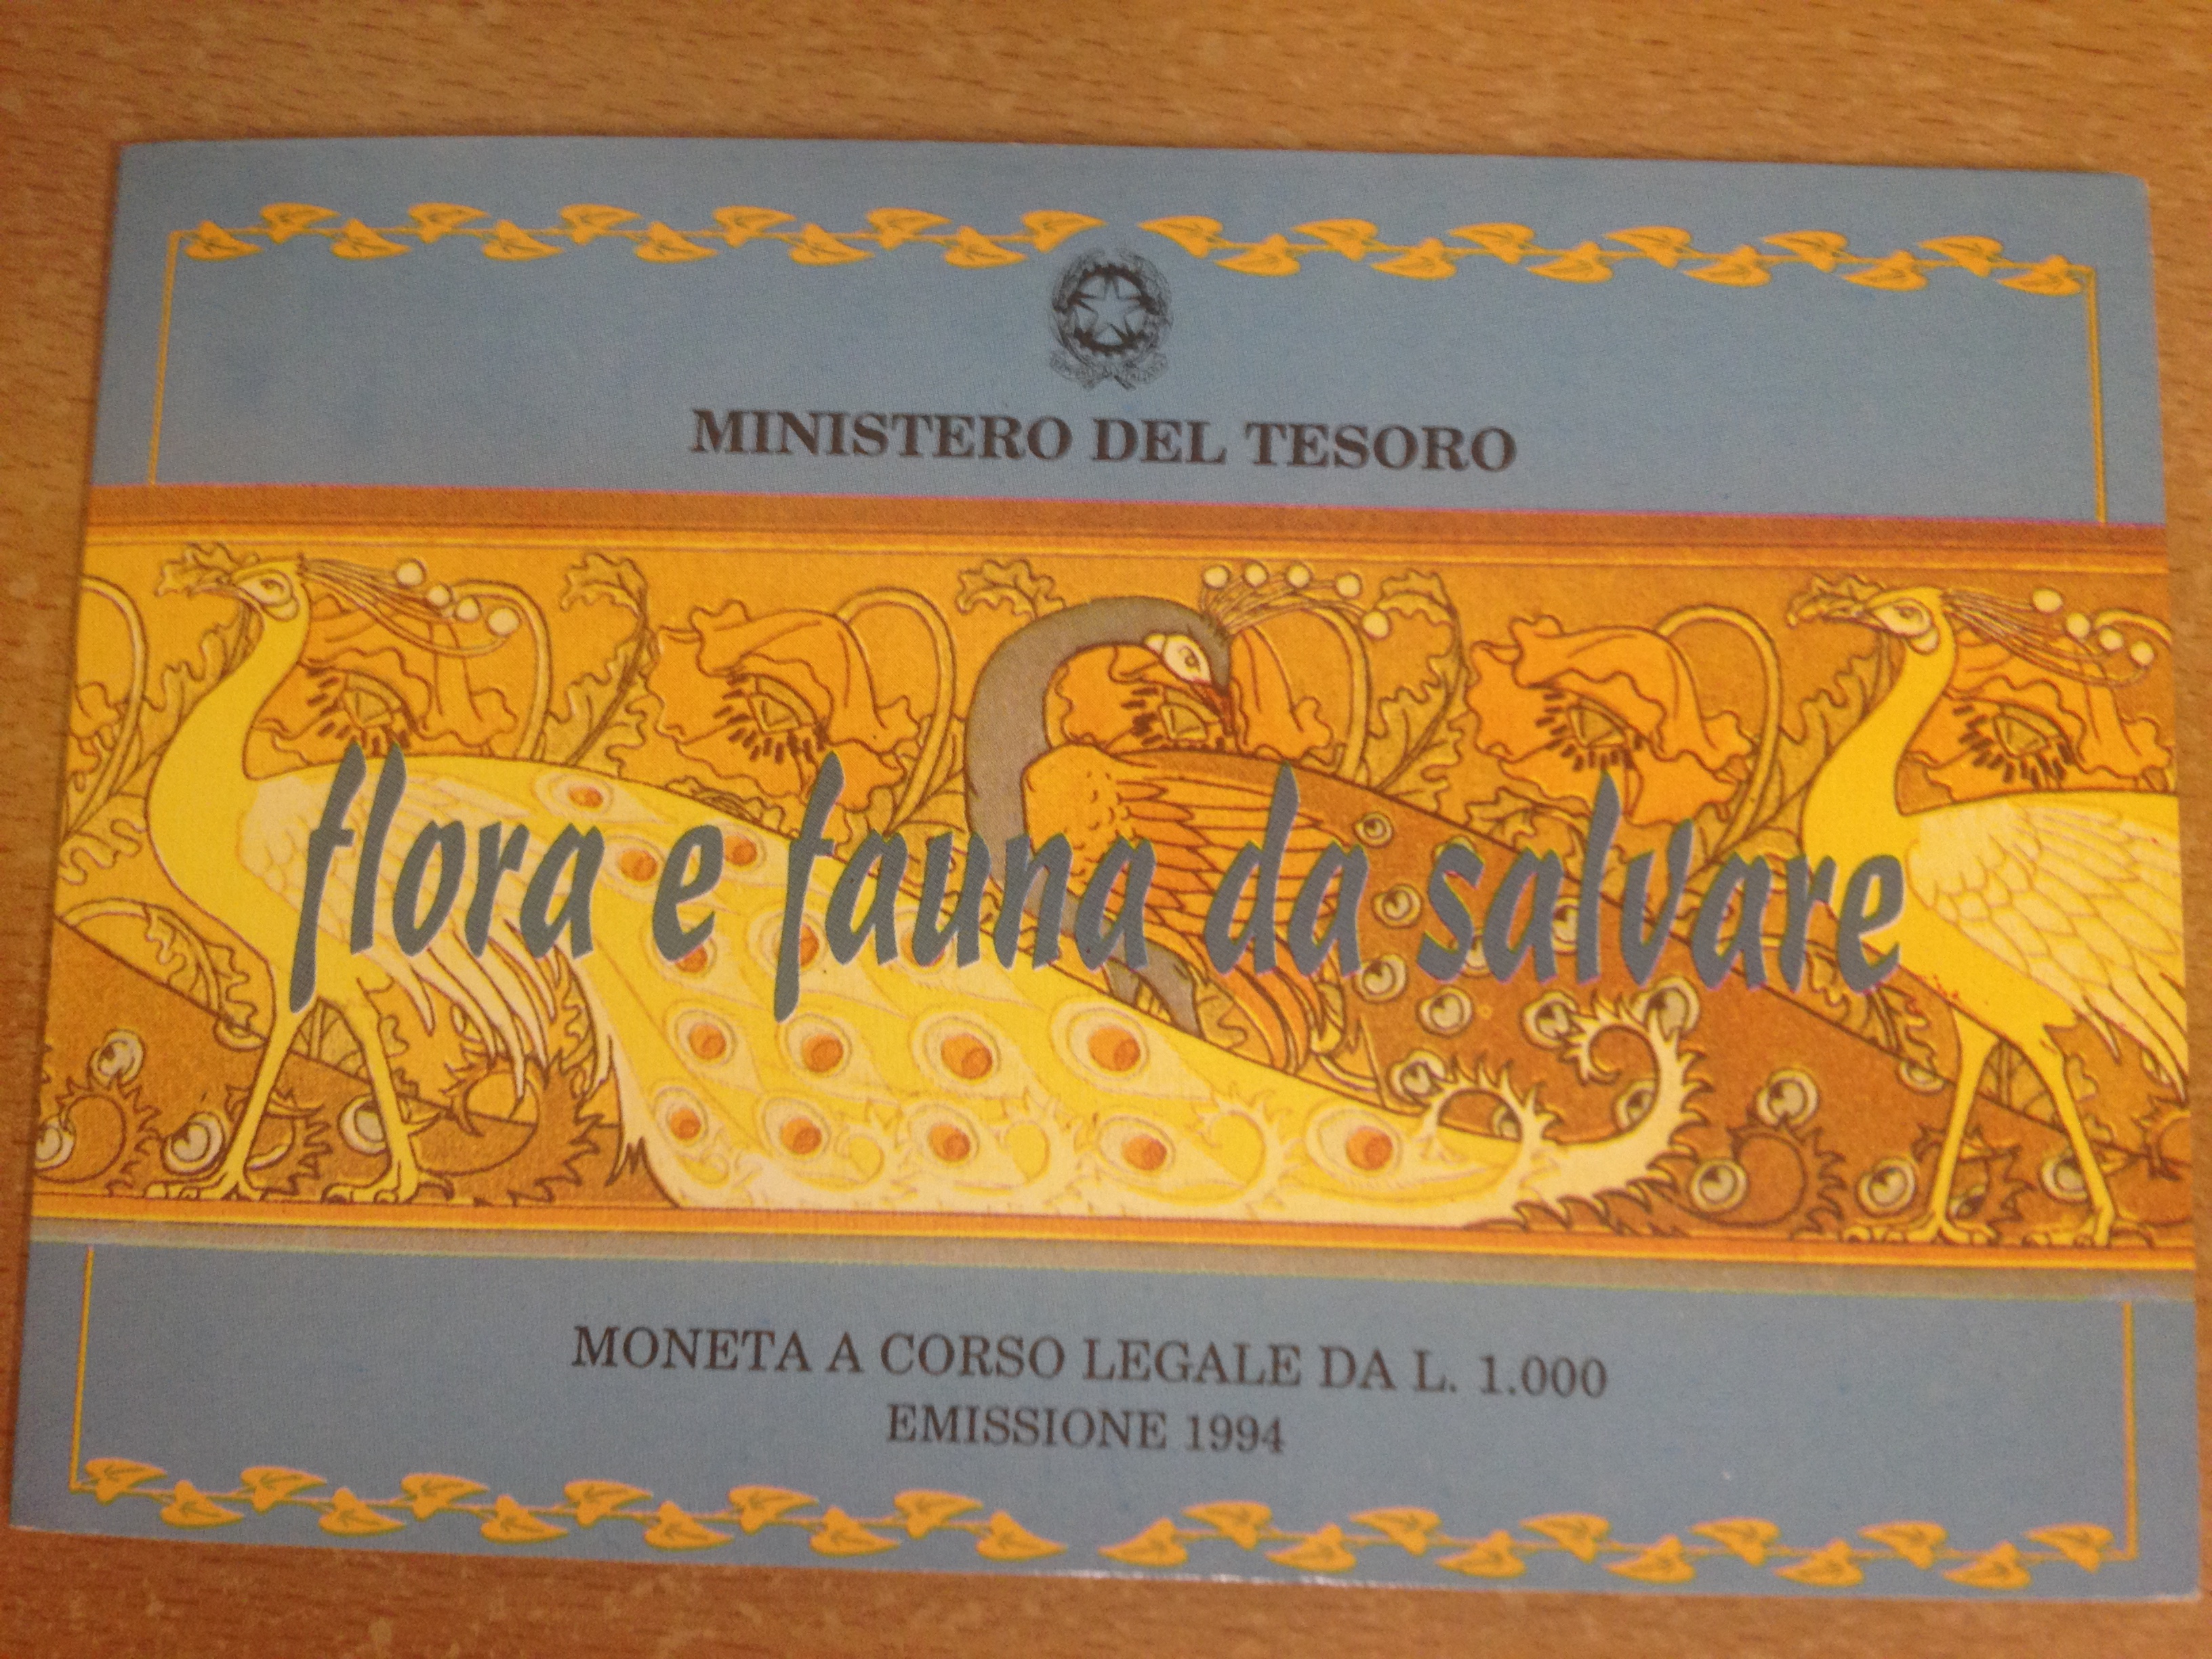 MINISTERO DEL TESORO
flora e fauna da salvare
MONETA A CORSO LEGALE DA L. 1.000
EMISSIONE 1994